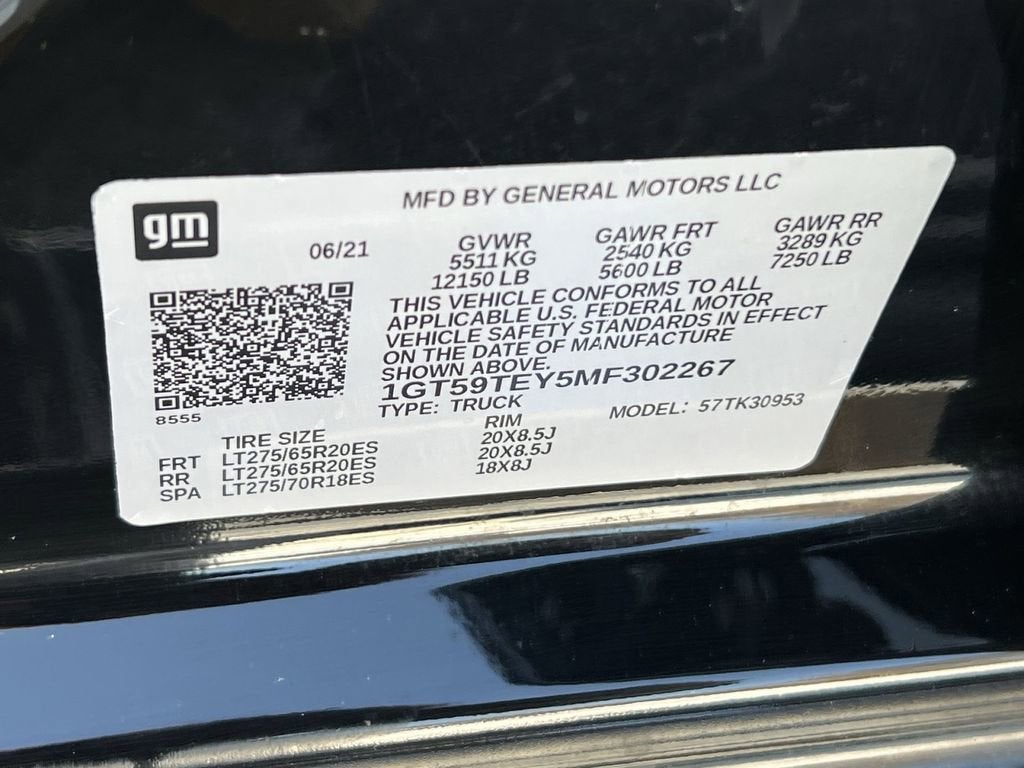 MFD BY GENERAL MOTORS LLC
gm
06/21
GVWR
5511 KG
12150 LB
GAWR FRT
2540 KG
5600 LB
GAWR RR
3289 KG
7250 LB
THIS VEHICLE CONFORMS TO ALL
APPLICABLE U.S. FEDERAL MOTOR
VEHICLE SAFETY STANDARDS IN EFFECT
ON THE DATE OF MANUFACTURE
SHOWN ABOVE.
1GT59TEY5MF302267
TYPE: TRUCK
MODEL: 57TK30953
8555
TIRE SIZE RIM
FRT LT275/65R20ES 20X8.5J
RR LT275/65R20ES 20X8.5J
SPA LT275/70R18ES 18X8J